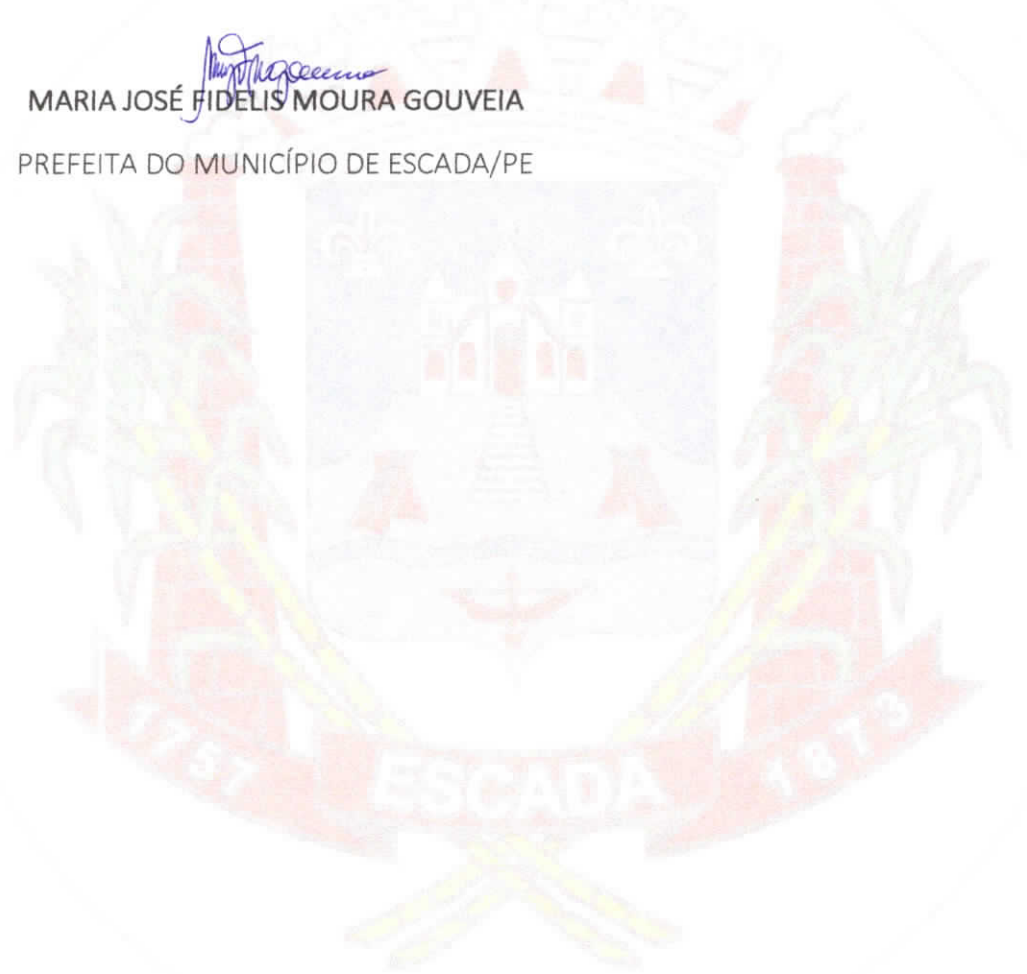 MARIA JOSÉ FIDELIS MOURA GOUVEIA
PREFEITA DO MUNICÍPIO DE ESCADA/PE
1757 ESCADA 1873